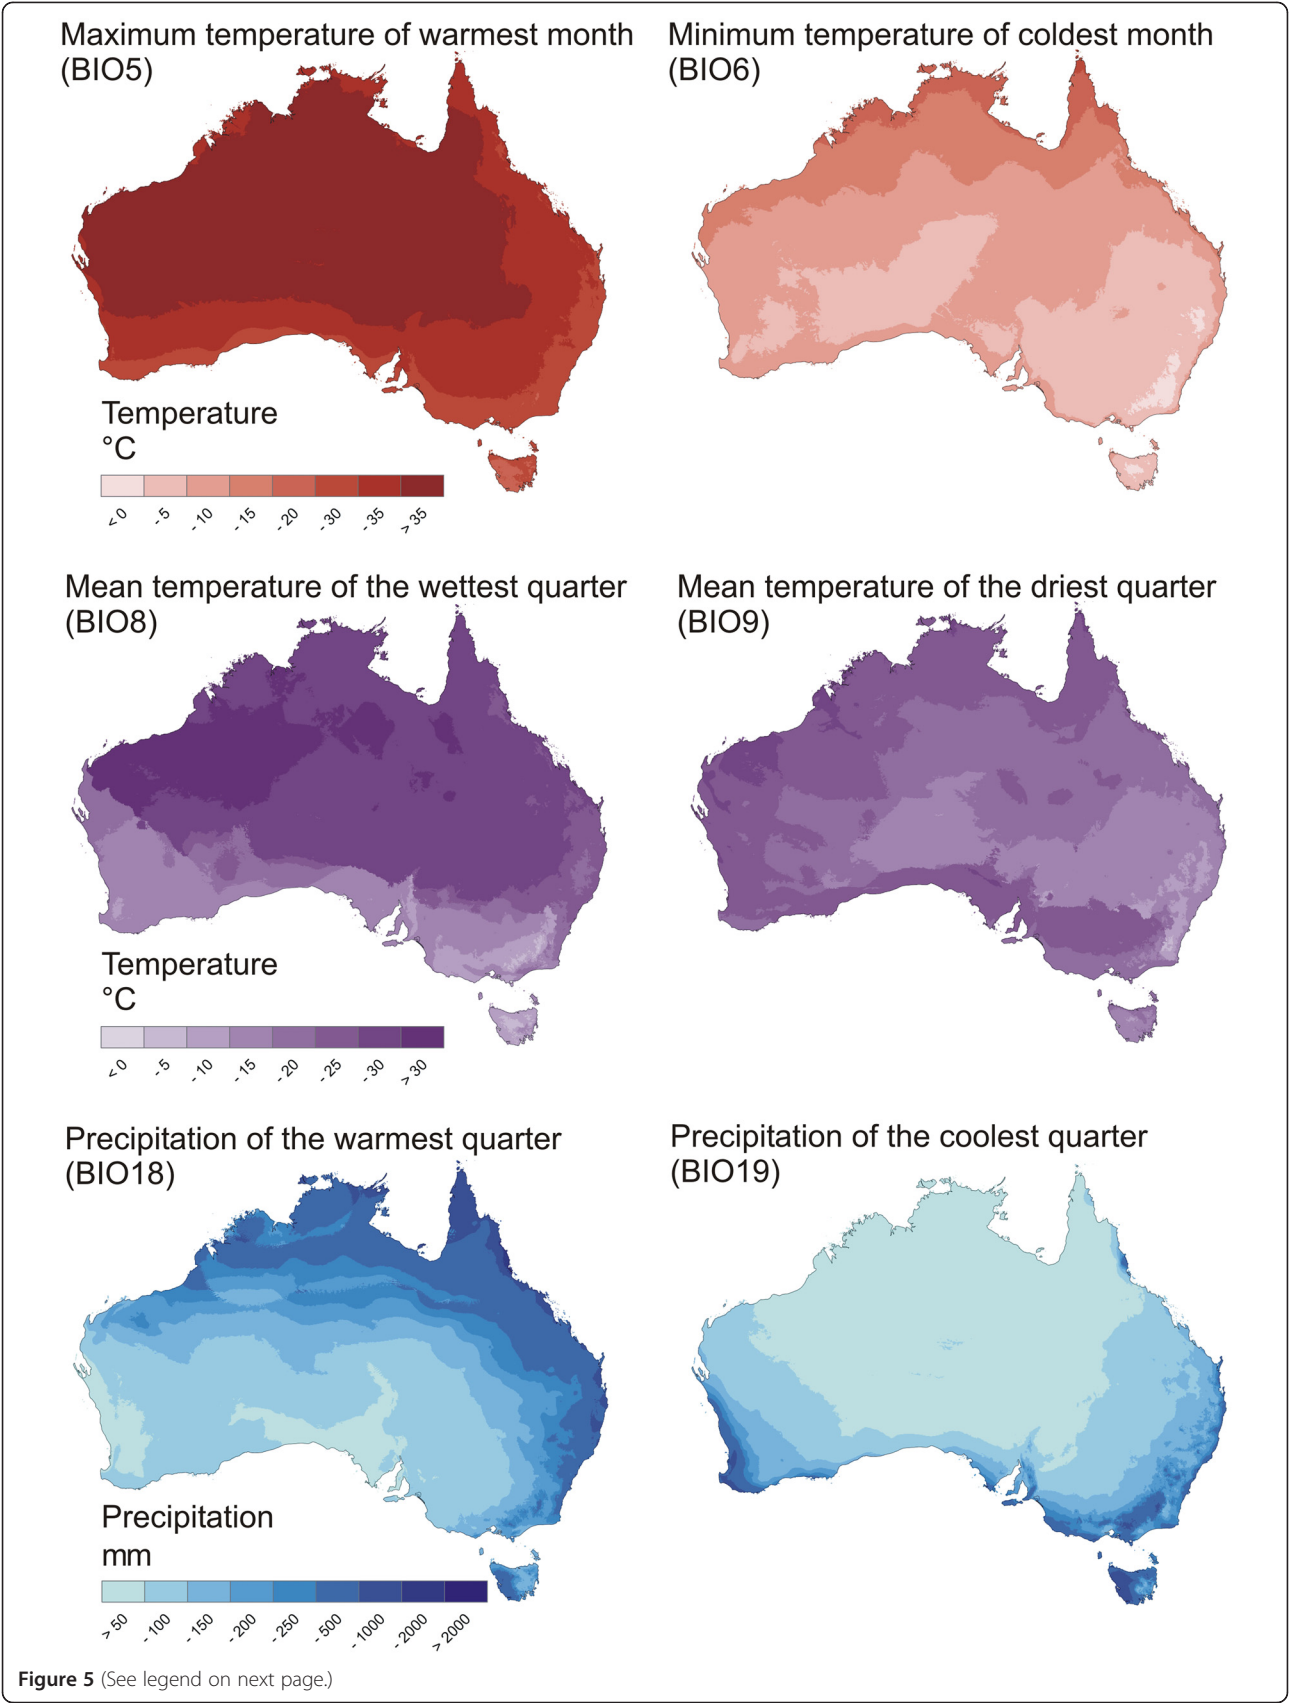 Maximum temperature of warmest month
(BIO5)
Minimum temperature of coldest month
(BIO6)
Temperature
°C
< 0
- 5
- 10
- 15
- 20
- 30
- 35
> 35
Mean temperature of the wettest quarter
(BIO8)
Mean temperature of the driest quarter
(BIO9)
Temperature
°C
< 0
- 5
- 10
- 15
- 20
- 25
- 30
> 30
Precipitation of the warmest quarter
(BIO18)
Precipitation of the coolest quarter
(BIO19)
Precipitation
mm
> 50
- 100
- 150
- 200
- 250
- 500
- 1000
- 2000
> 2000
Figure 5 (See legend on next page.)